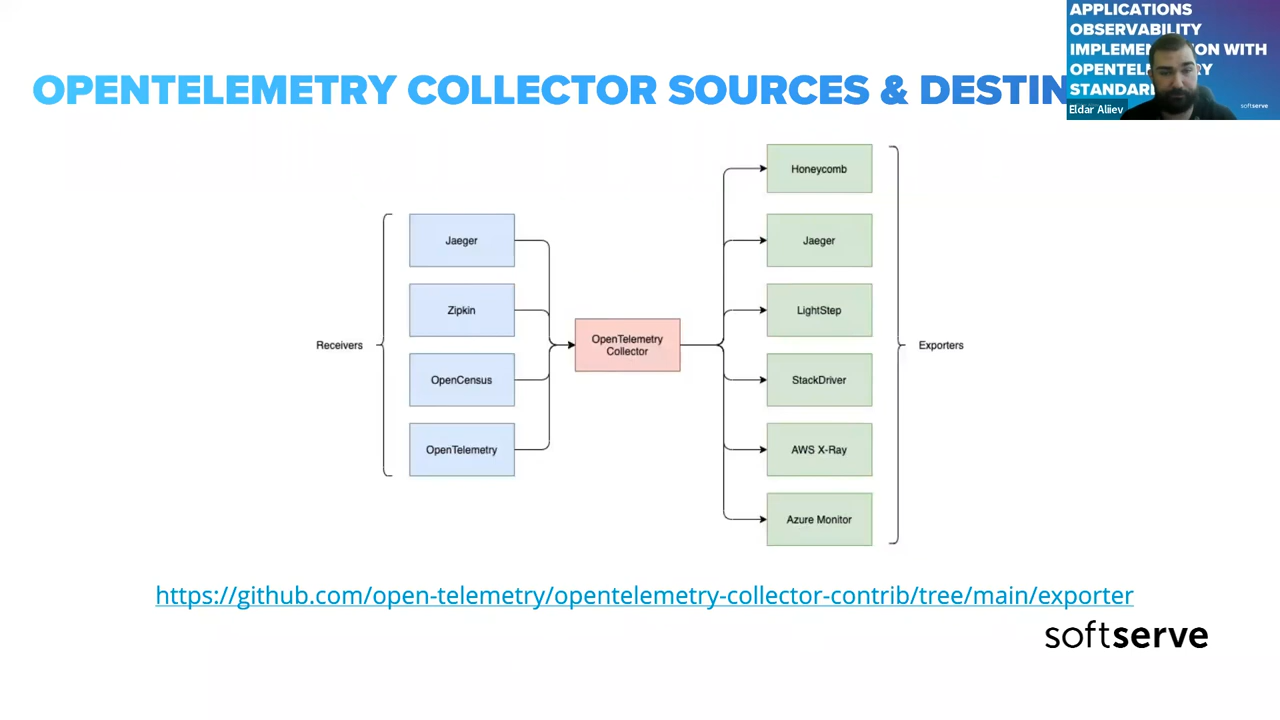 APPLICATIONS
OBSERVABILITY
IMPLEMEN ON WITH
OPENTEL RY
STANDAR
Eldar Aliiev
softserve
OPENTELEMETRY COLLECTOR SOURCES & DESTIN
Honeycomb
Jaeger
Jaeger
Zipkin
LightStep
Receivers
OpenTelemetry
Collector
Exporters
OpenCensus
StackDriver
OpenTelemetry
AWS X-Ray
Azure Monitor
https://github.com/open-telemetry/opentelemetry-collector-contrib/tree/main/exporter
softserve